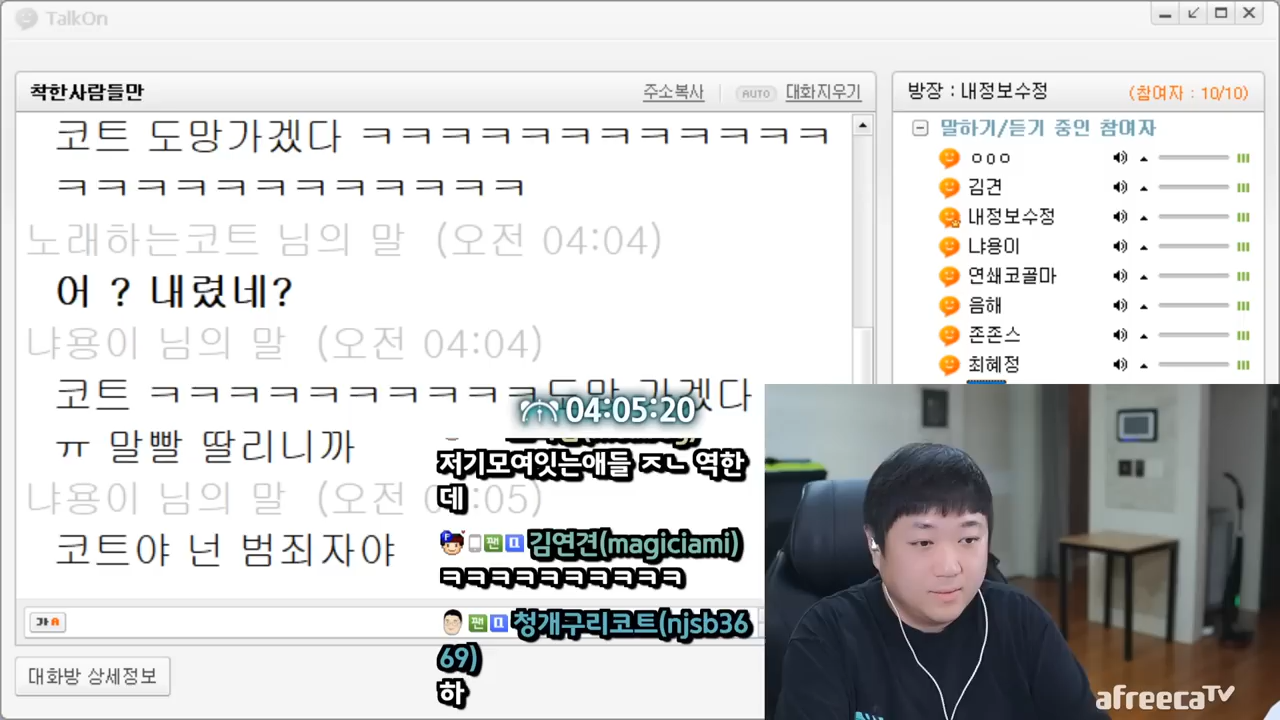 TalkOn
착한사람들만
주소복사
AUTO
대화지우기
코트 도망가겠다 ㅋㅋㅋㅋㅋㅋㅋㅋㅋㅋㅋㅋ
ㅋㅋㅋㅋㅋㅋㅋㅋㅋㅋㅋㅋ
노래하는코트 님의 말 (오전 04:04)
어 ? 내렸네?
냐용이 님의 말 (오전 04:04)
코트 ㅋㅋㅋㅋㅋㅋㅋㅋㅋㅋ도망 가겠다
ㅠ 말빨 딸리니까
냐용이 님의 말 (오전 :05)
코트야 넌 범죄자야
가A
대화방 상세정보
방장 : 내정보수정
(참여자 : 10/10)
말하기/듣기 중인 참여자
ㅇㅇㅇ
김견
내정보수정
냐용이
연쇄코골마
음해
존존스
최혜정
04:05:20
저기모여잇는애들 ㅈㄴ 역한
데
팬 김연견(magiciami)
ㅋㅋㅋㅋㅋㅋㅋㅋㅋㅋ
팬 청개구리코트(njsb36
69)
하
afreecaTV